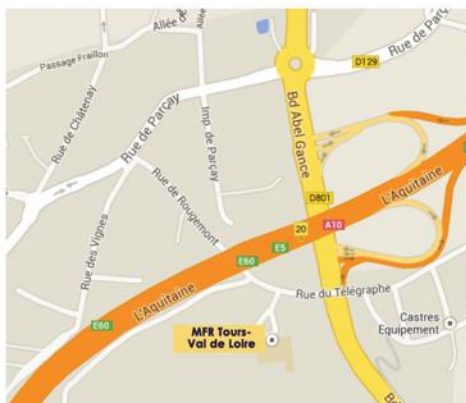 Allée d
Allée
Passage Fraillon
Rue de Châtenay
Rue de Parçay
Imp. de Parçay
D129
Rue de Parça
Bd Abel Gance
Rue de Rougemont
Rue des Vignes
D801
20
A10
E5
E60
L'Aquitaine
L'Aquitaine
E60
Rue du Télégraphe
MFR Tours-
Val de Loire
Castres
Equipement